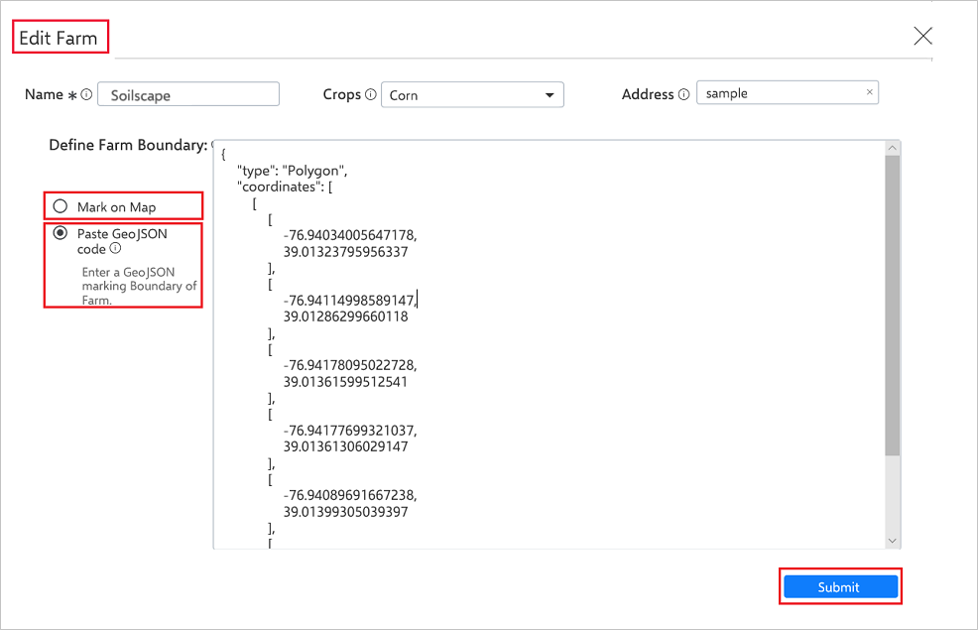 Edit Farm
Name * Soilscape Crops Corn Address sample ×
Define Farm Boundary:
Mark on Map
Paste GeoJSON
code
Enter a GeoJSON
marking Boundary of
Farm.
{
"type": "Polygon",
"coordinates": [
[
[
-76.94034005647178,
39.01323795956337
],
[
-76.94114998589147,
39.01286299660118
],
[
-76.94178095022728,
39.01361599512541
],
[
-76.94177699321037,
39.01361306029147
],
[
-76.94089691667238,
39.01399305039397
],
[
Submit